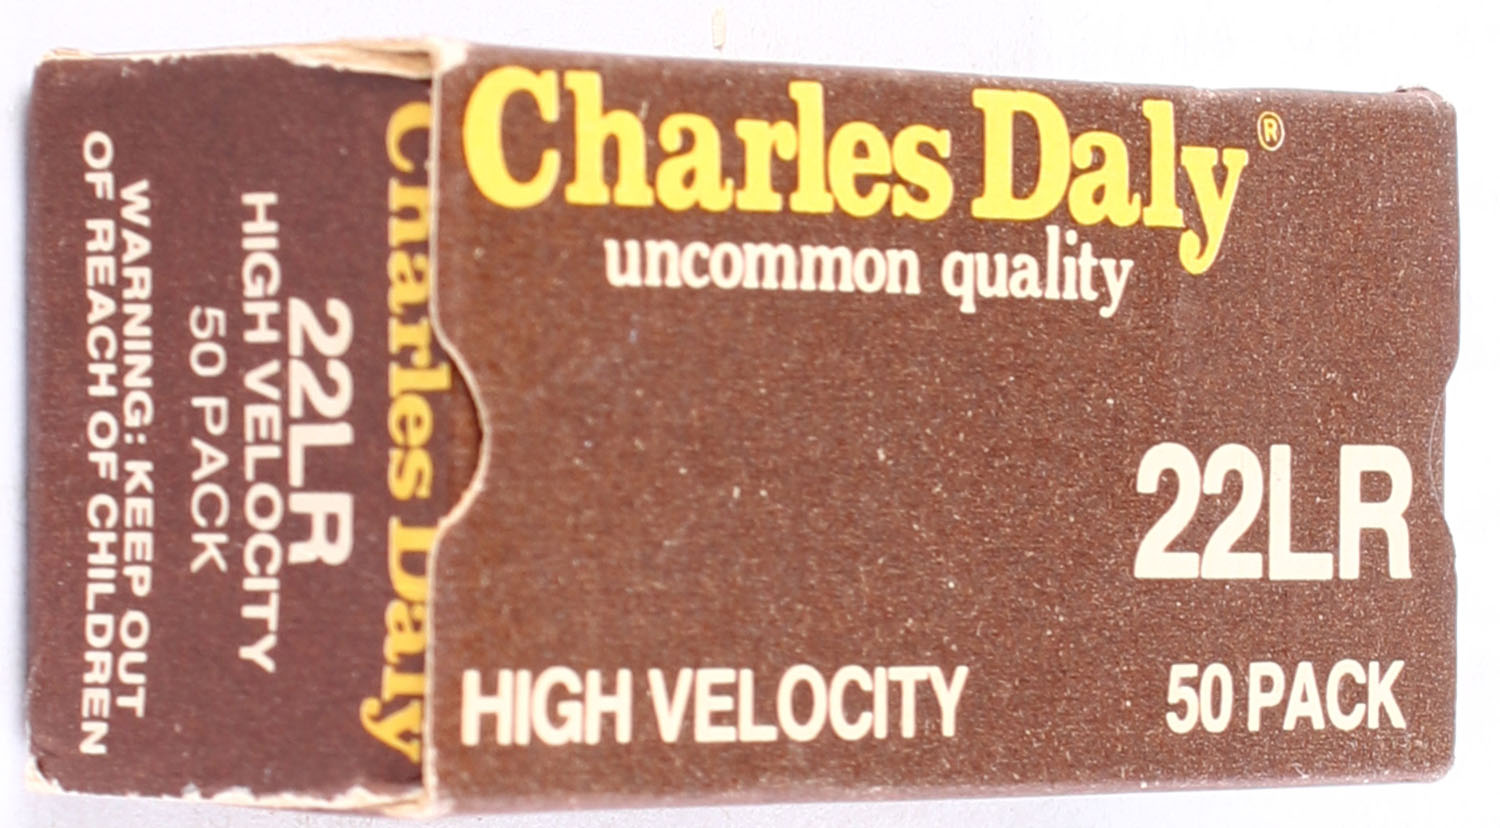 Charles Daly®
uncommon quality
22LR
HIGH VELOCITY 50 PACK
Charles Daly
22LR
HIGH VELOCITY
50 PACK
WARNING: KEEP OUT
OF REACH OF CHILDREN